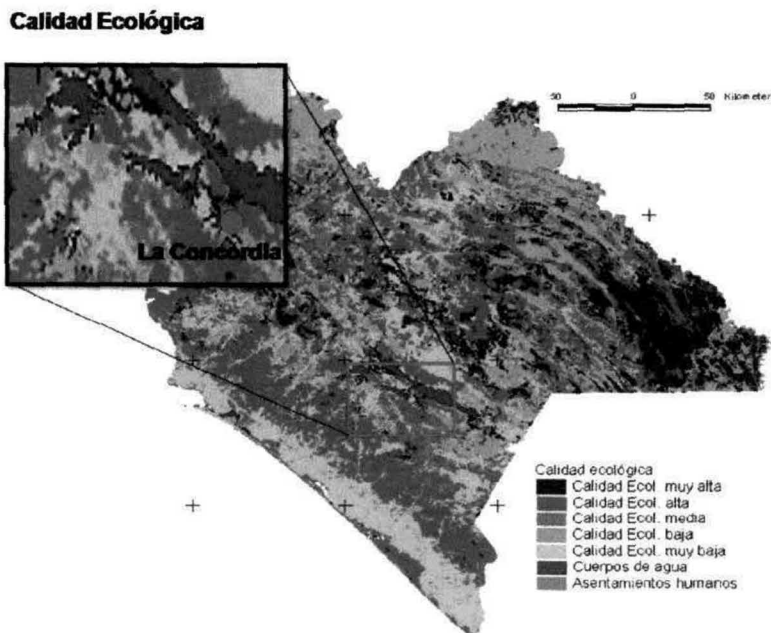 Calidad Ecológica
50 0 50 Kilometer
La Concordia
Calidad ecológica
Calidad Ecol. muy alta
Calidad Ecol. alta
Calidad Ecol. media
Calidad Ecol. baja
Calidad Ecol. muy baja
Cuerpos de agua
Asentamientos humanos